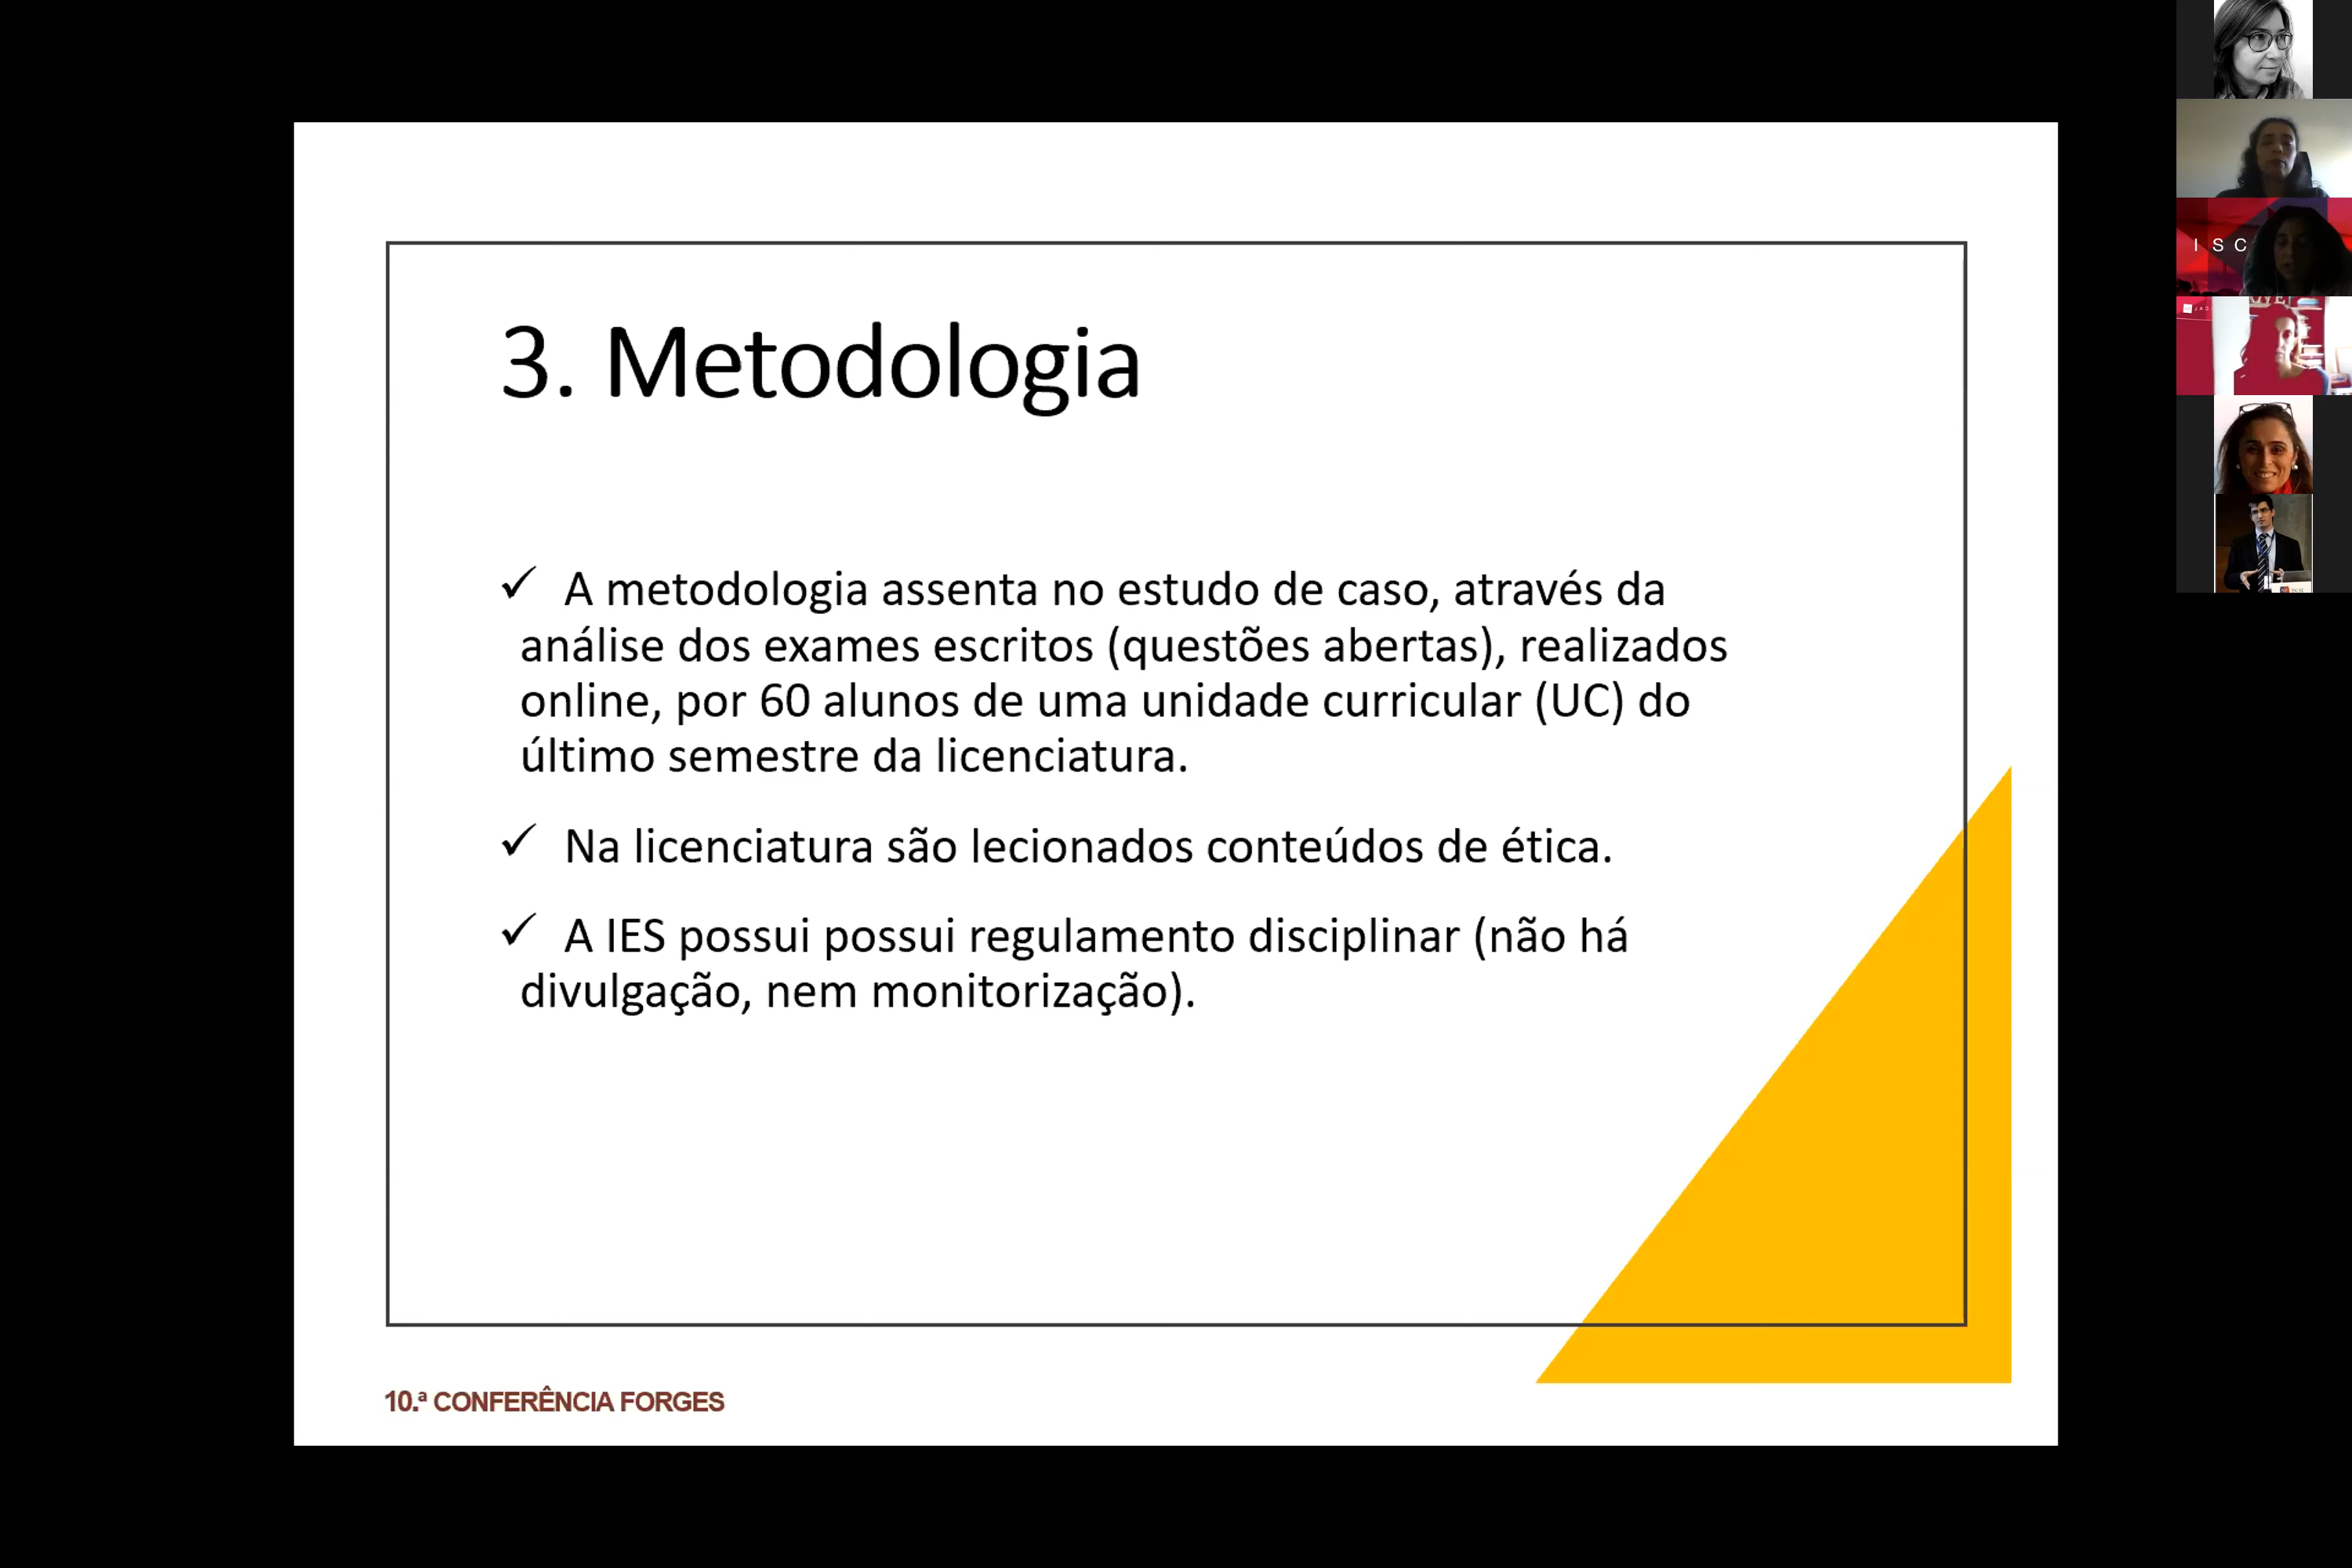 3. Metodologia
✓ A metodologia assenta no estudo de caso, através da
análise dos exames escritos (questões abertas), realizados
online, por 60 alunos de uma unidade curricular (UC) do
último semestre da licenciatura.
✓ Na licenciatura são lecionados conteúdos de ética.
✓ A IES possui possui regulamento disciplinar (não há
divulgação, nem monitorização).
10.ª CONFERÊNCIA FORGES
I S C